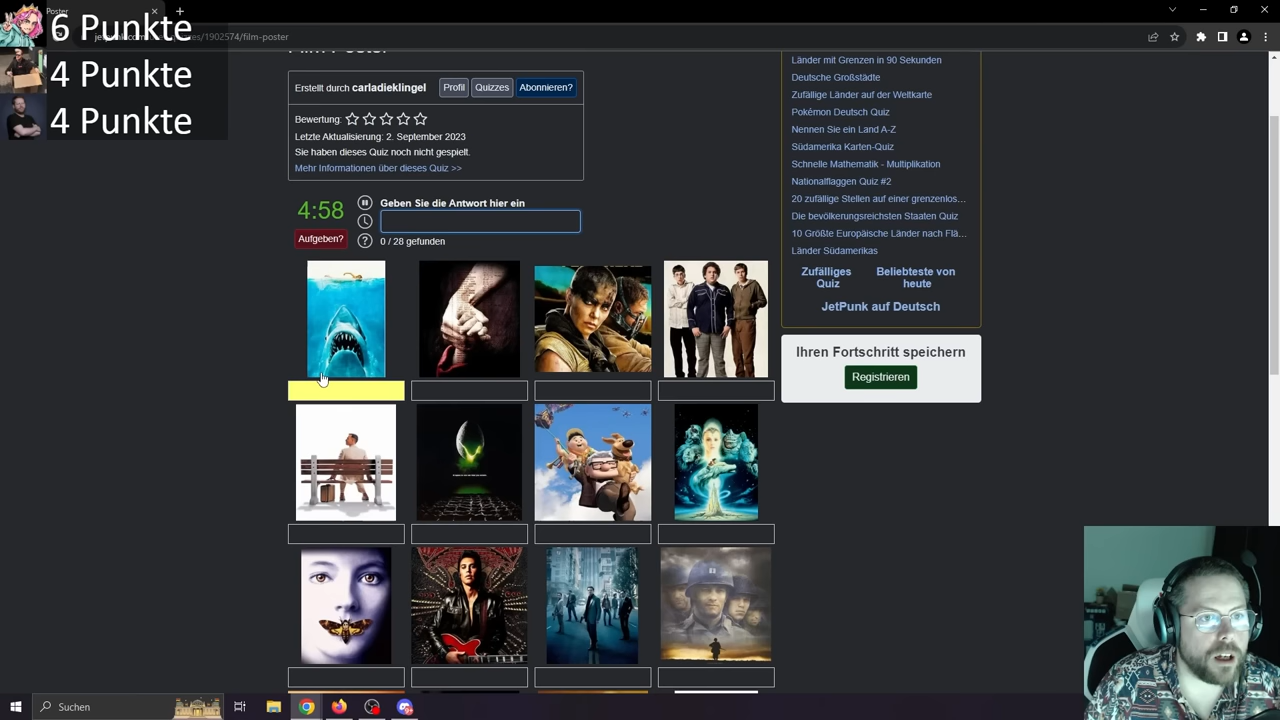 Poster
6 Punkte
4 Punkte
4 Punkte
1902574/film-poster
Erstellt durch carladieklingel
Profil
Quizzes
Abonnieren?
Bewertung:
Letzte Aktualisierung: 2. September 2023
Sie haben dieses Quiz noch nicht gespielt.
Mehr Informationen über dieses Quiz >>
4:58
Geben Sie die Antwort hier ein
Aufgeben?
0 / 28 gefunden
Länder mit Grenzen in 90 Sekunden
Deutsche Großstädte
Zufällige Länder auf der Weltkarte
Pokémon Deutsch Quiz
Nennen Sie ein Land A-Z
Südamerika Karten-Quiz
Schnelle Mathematik - Multiplikation
Nationalflaggen Quiz #2
20 zufällige Stellen auf einer grenzenlos...
Die bevölkerungsreichsten Staaten Quiz
10 Größte Europäische Länder nach Flä...
Länder Südamerikas
Zufälliges Quiz
Beliebteste von heute
JetPunk auf Deutsch
Ihren Fortschritt speichern
Registrieren
Suchen